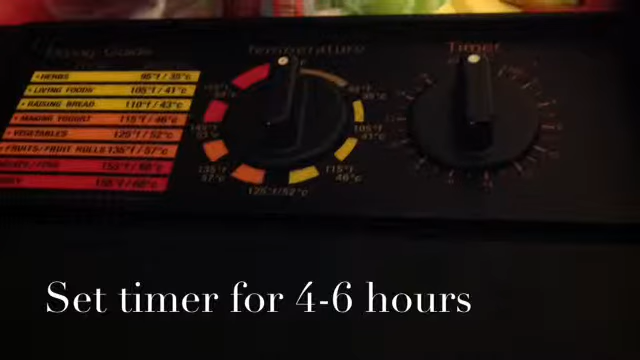 Drying Guide
Temperature
Timer
• HERBS 95°F / 35°C
• LIVING FOODS 105°F / 41°C
• RAISING BREAD 110°F / 43°C
• MAKING YOGURT 115°F / 46°C
• VEGETABLES 125°F / 52°C
• FRUITS/FRUIT ROLLS 135°F / 57°C
155°F / 68°C
105°F
41°C
115°F
46°C
125°F/52°C
135°F
57°C
Set timer for 4-6 hours